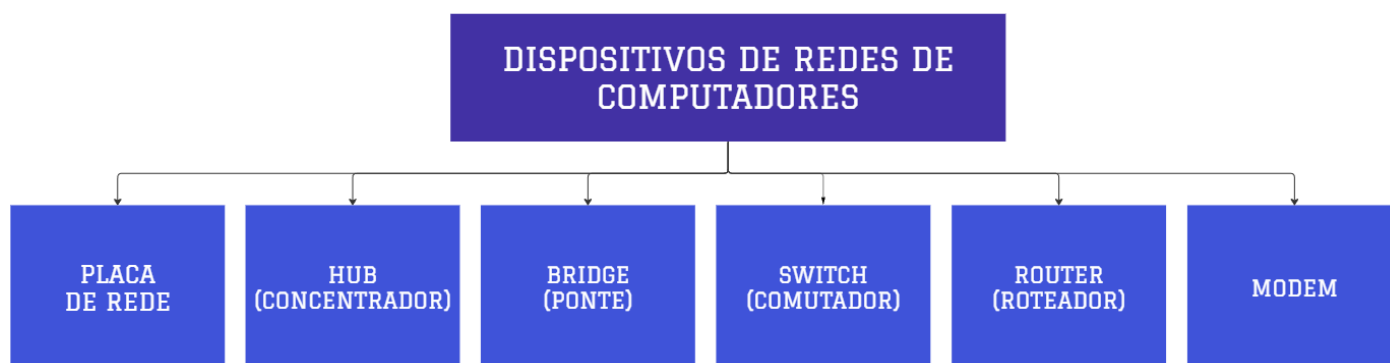 DISPOSITIVOS DE REDES DE
COMPUTADORES
PLACA
DE REDE
HUB
(CONCENTRADOR)
BRIDGE
(PONTE)
SWITCH
(COMUTADOR)
ROUTER
(ROTEADOR)
MODEM